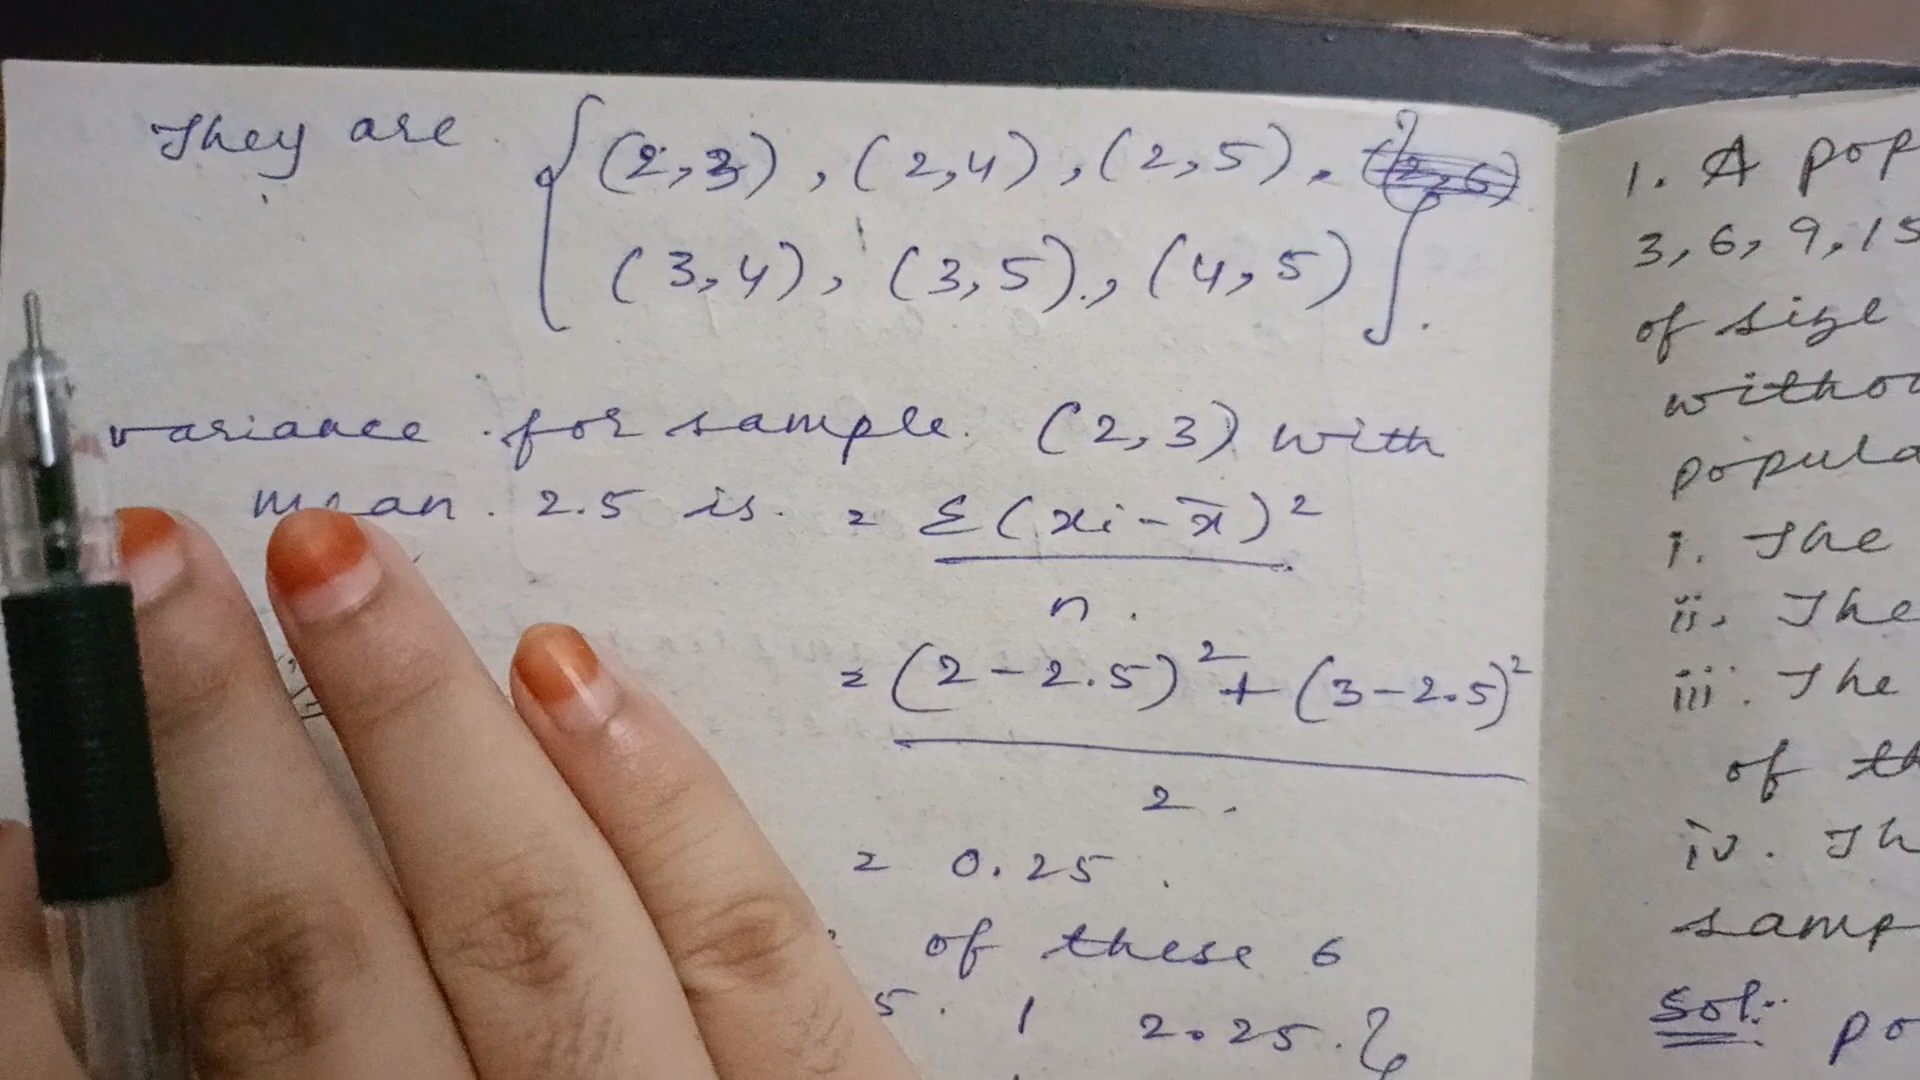 They are { (2,3), (2,4), (2,5),
(3,4), (3,5)., (4,5) }.
variance for sample. (2,3) with
mean. 2.5 is. = Σ(xi - x̄)²
n.
= (2-2.5)² + (3-2.5)²
2.
= 0.25.
of these 6
5. 1 2.25. }
1. A pop
3, 6, 9, 15
of size
withou
popula
i. The
ii. The
iii. The
of th
iv. Th
samp
Sol: po